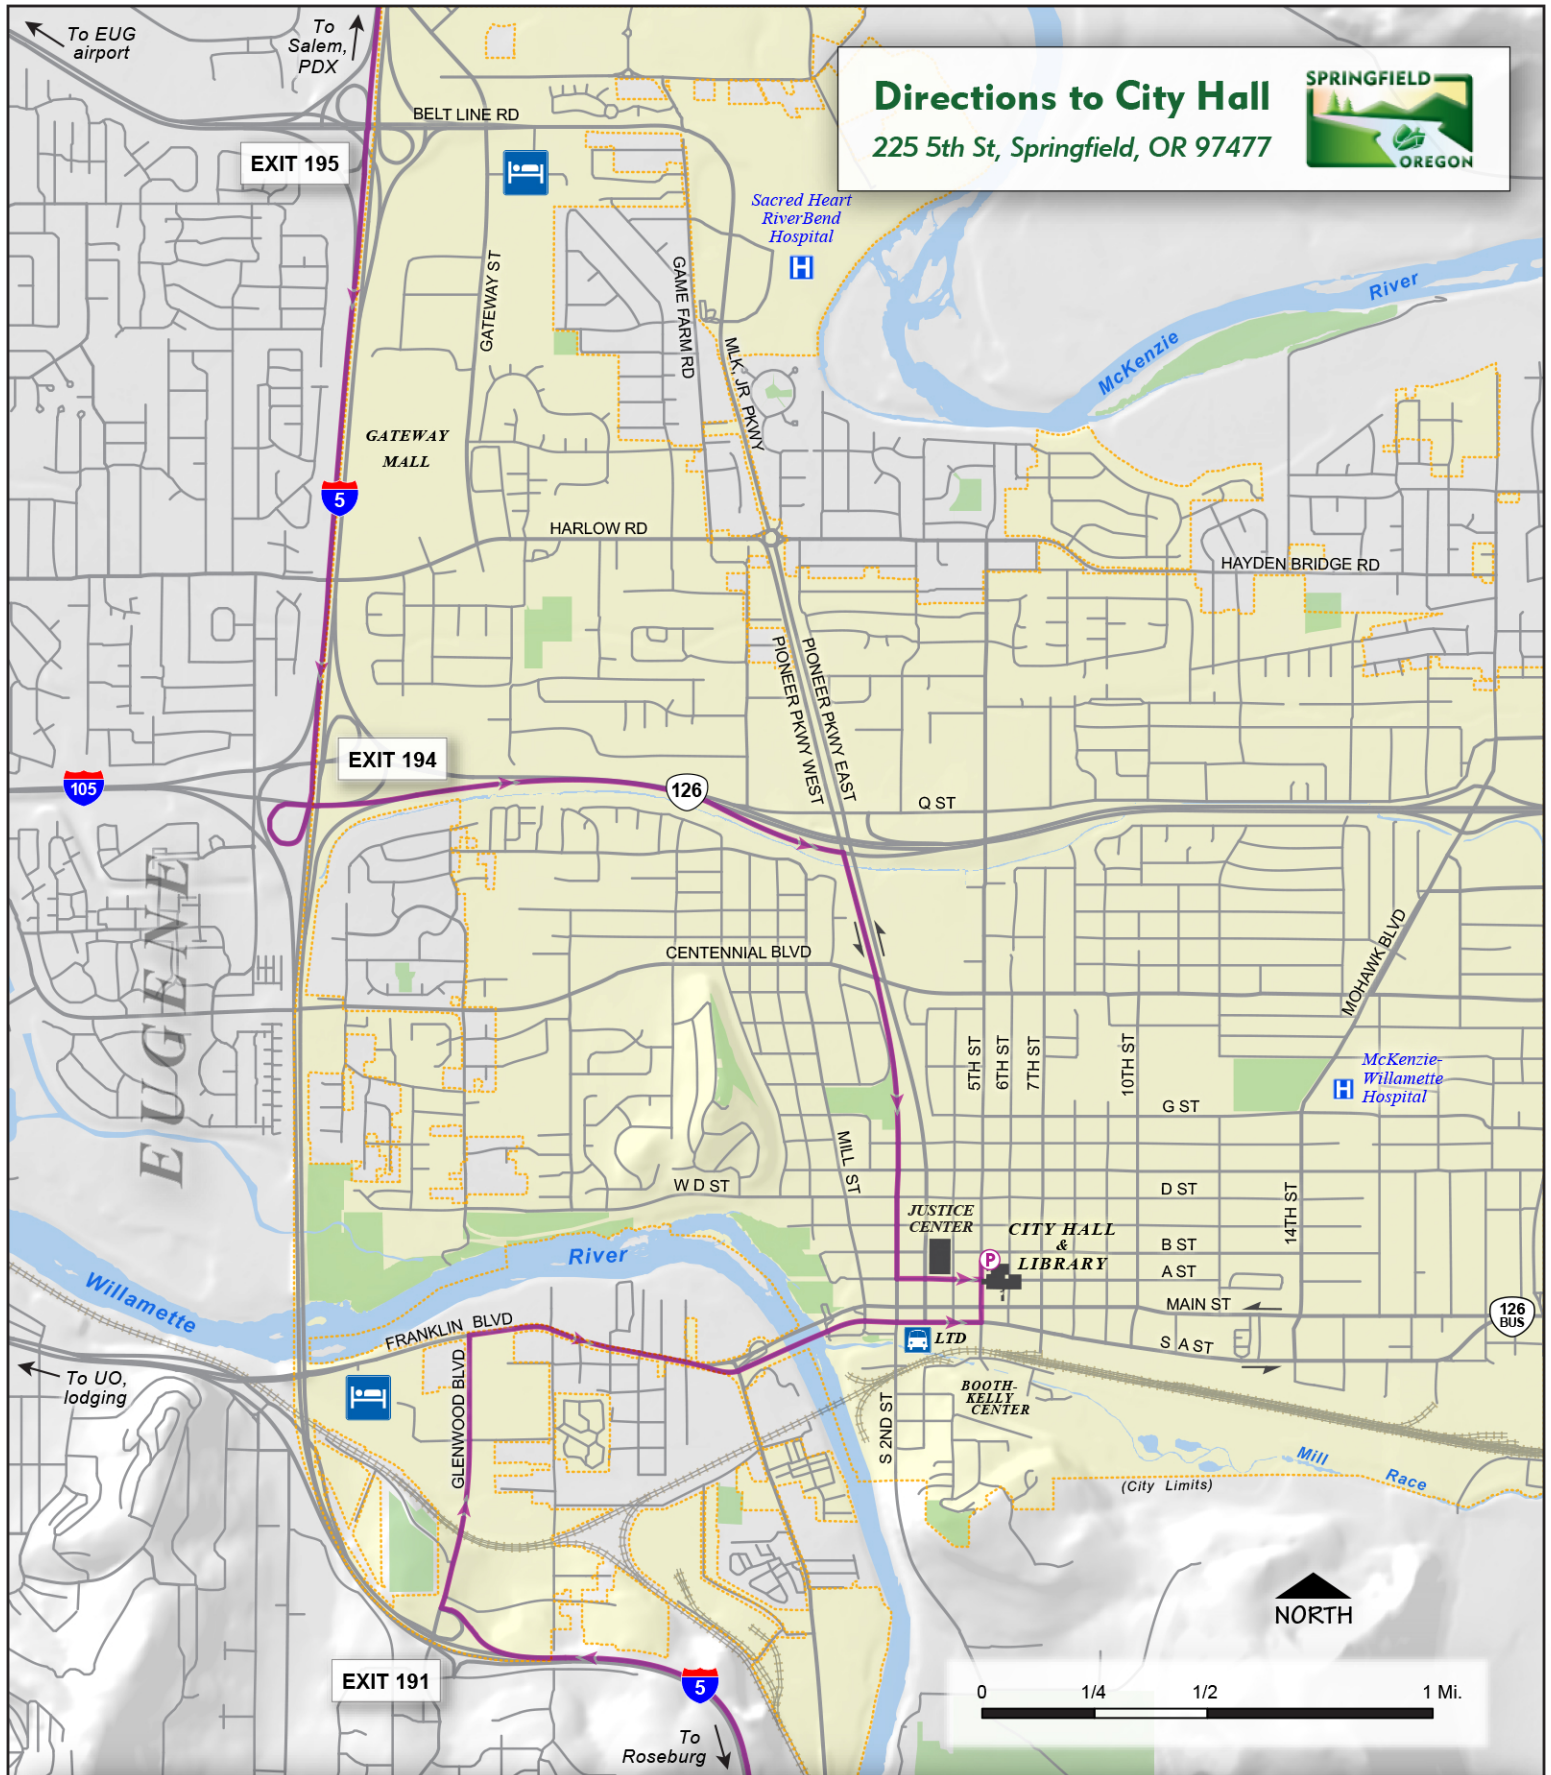 To EUG
airport
To
Salem,
PDX
BELT LINE RD
EXIT 195
Directions to City Hall
225 5th St, Springfield, OR 97477
SPRINGFIELD
OREGON
Sacred Heart
RiverBend
Hospital
H
GATEWAY ST
GAME FARM RD
MLK, JR PKWY
McKenzie
River
GATEWAY
MALL
5
HARLOW RD
HAYDEN BRIDGE RD
PIONEER PKWY WEST
PIONEER PKWY EAST
EXIT 194
105
126
Q ST
EUGENE
CENTENNIAL BLVD
MOHAWK BLVD
5TH ST
6TH ST
7TH ST
10TH ST
McKenzie-
Willamette
Hospital
H
G ST
MILL ST
W D ST
D ST
14TH ST
JUSTICE
CENTER
CITY HALL
&
LIBRARY
P
B ST
A ST
Willamette
River
MAIN ST
126
BUS
FRANKLIN BLVD
LTD
S A ST
To UO,
lodging
GLENWOOD BLVD
S 2ND ST
BOOTH-
KELLY
CENTER
Mill
Race
(City Limits)
NORTH
EXIT 191
5
To
Roseburg
0
1/4
1/2
1 Mi.